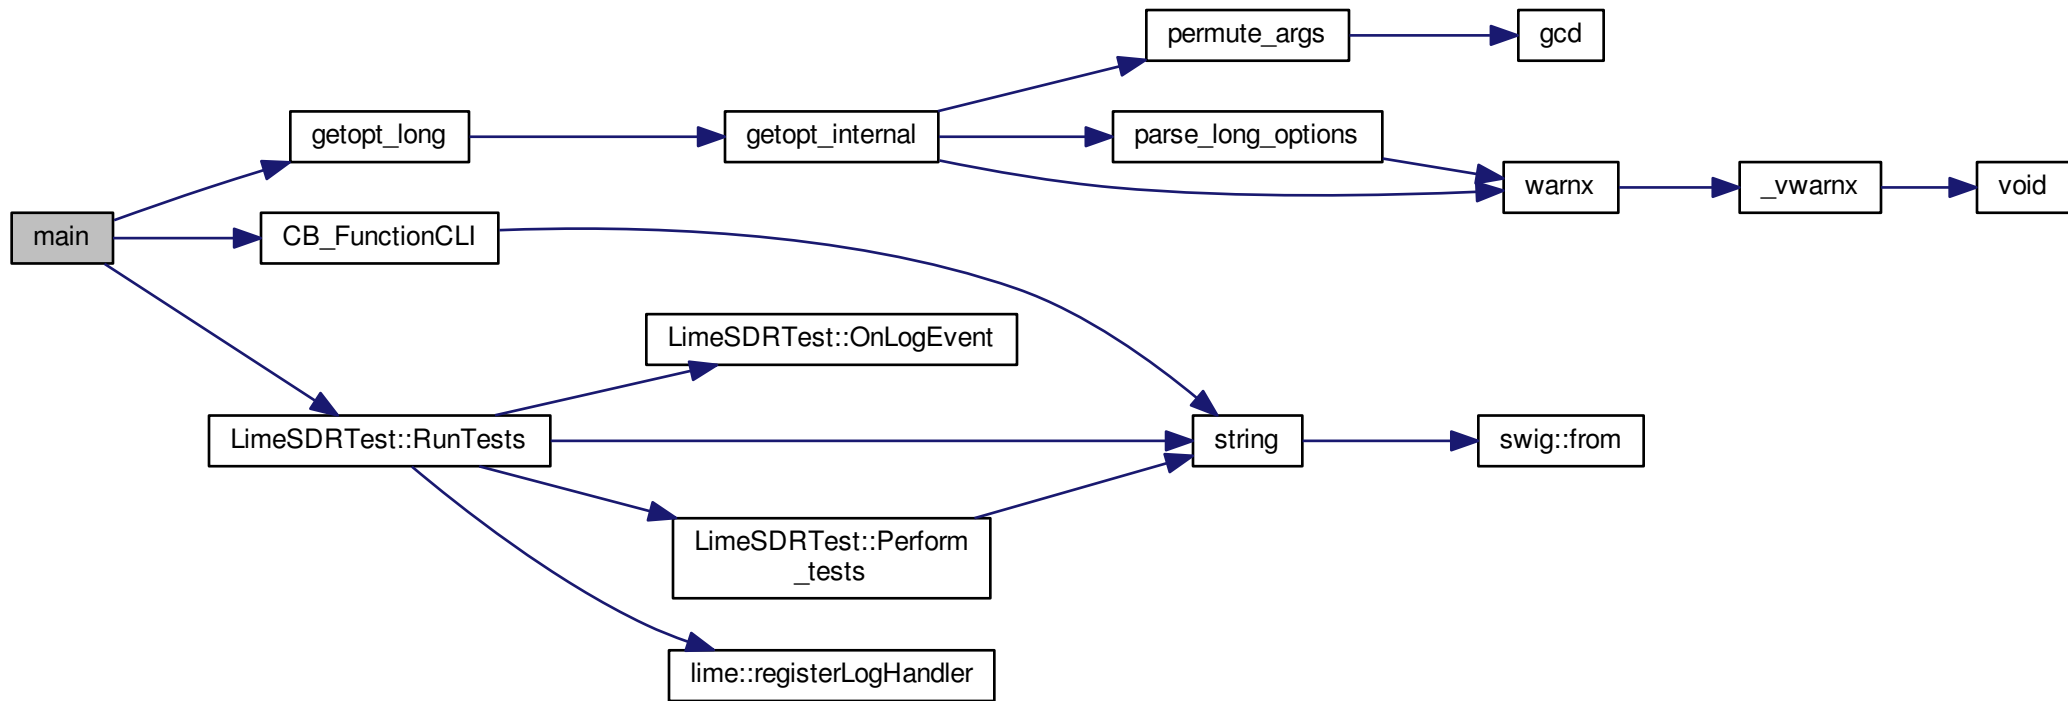 permute_args
gcd
getopt_long
getopt_internal
parse_long_options
warnx
_vwarnx
void
main
CB_FunctionCLI
LimeSDRTest::OnLogEvent
LimeSDRTest::RunTests
string
swig::from
LimeSDRTest::Perform
_tests
lime::registerLogHandler